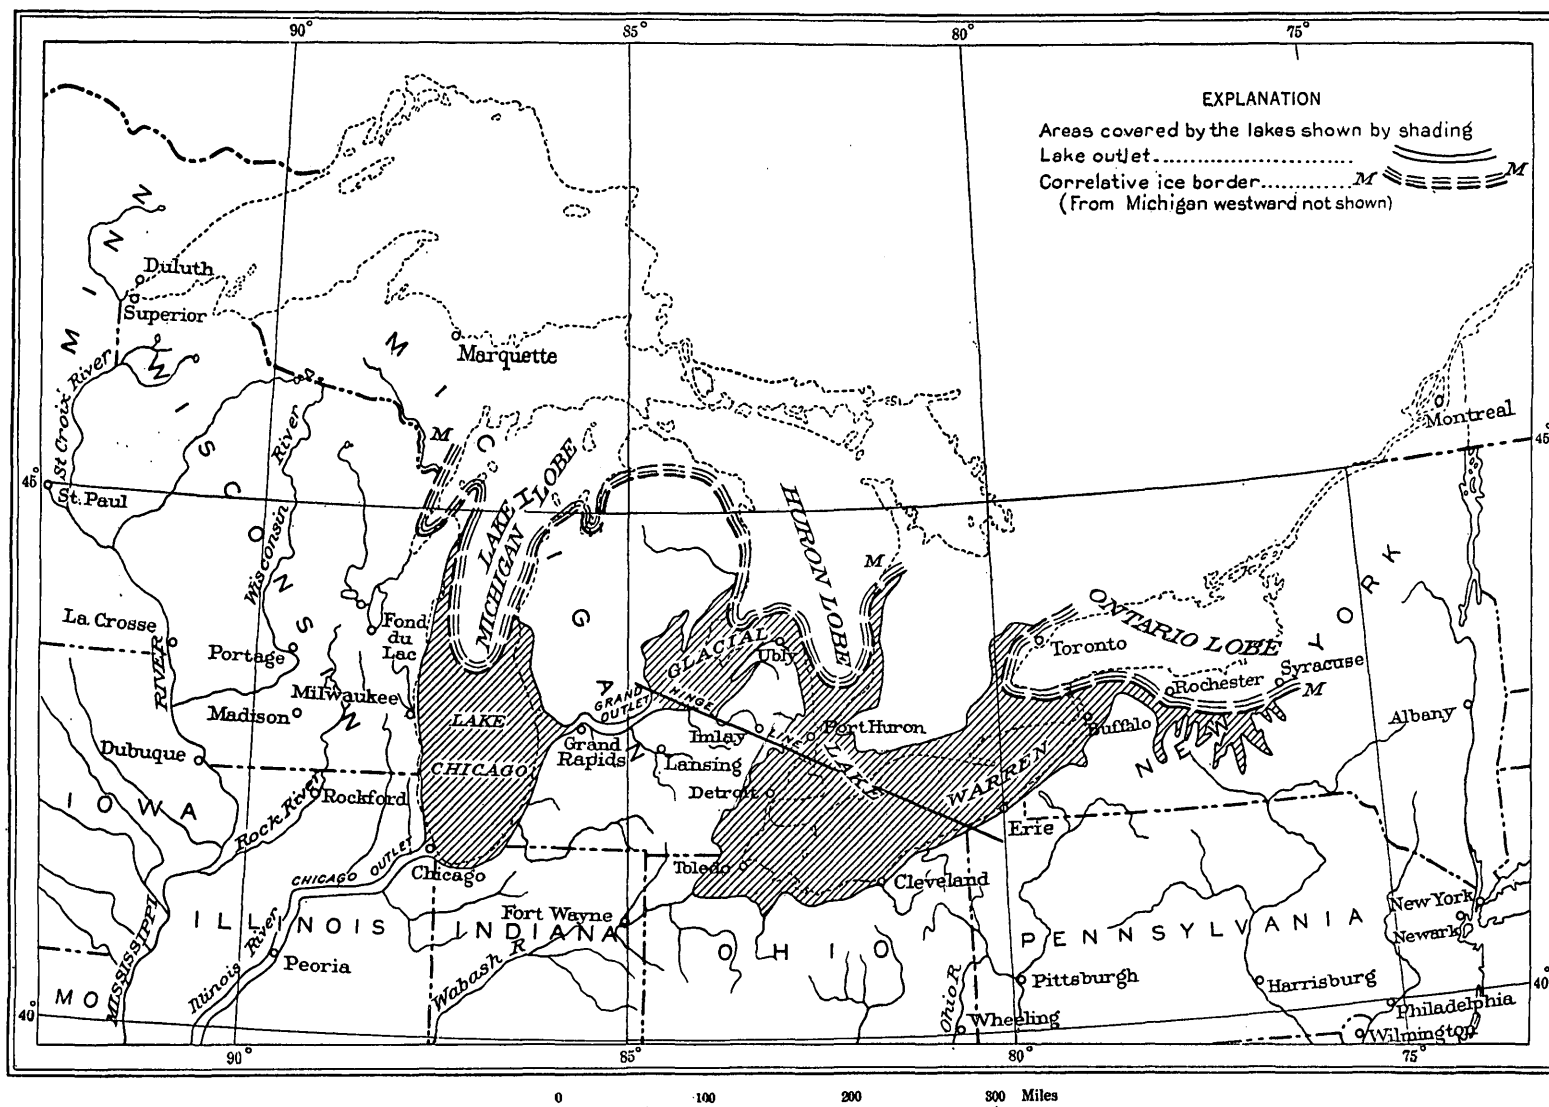 90° 85° 80° 75°
EXPLANATION
Areas covered by the lakes shown by shading
Lake outlet
Correlative ice border M M
(From Michigan westward not shown)
MINN
Duluth
Superior
Marquette
MICHIGAN
WISCONSIN
St Croix River
River
Wisconsin
Montreal
45°
45°
St. Paul
M
LAKE MICHIGAN LOBE
HURON LOBE
M
ONTARIO LOBE
NEW YORK
La Crosse
Fond du Lac
Portage
GLACIAL
Ubly
Toronto
Syracuse
Rochester
M
RIVER
Milwaukee
Madison
LAKE
CHICAGO
GRAND OUTLET
HINGE
LINE
Grand Rapids
Imlay
Port Huron
Lansing
Buffalo
Albany
Dubuque
LAKE
WARREN
Detroit
IOWA
Rockford
Rock River
Erie
CHICAGO OUTLET
Chicago
Toledo
Cleveland
New York
ILLINOIS
INDIANA
Fort Wayne
OHIO
PENNSYLVANIA
Newark
Illinois River
Peoria
Wabash R
MISSISSIPPI
MO
Ohio R
Pittsburgh
Harrisburg
Philadelphia
Wheeling
Wilmington
40°
40°
90° 85° 80° 75°
0 100 200 300 Miles